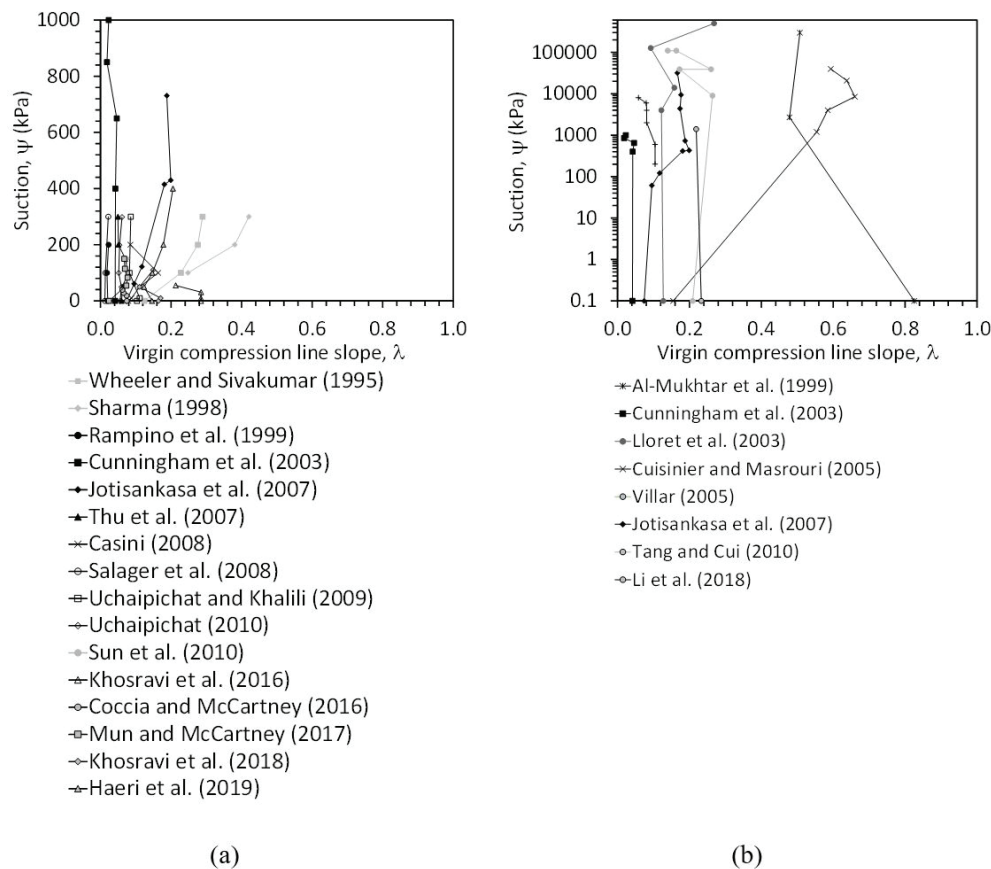 1000
800
600
400
200
0
Suction, ψ (kPa)
0.0 0.2 0.4 0.6 0.8 1.0
Virgin compression line slope, λ
Wheeler and Sivakumar (1995)
Sharma (1998)
Rampino et al. (1999)
Cunningham et al. (2003)
Jotisankasa et al. (2007)
Thu et al. (2007)
Casini (2008)
Salager et al. (2008)
Uchaipichat and Khalili (2009)
Uchaipichat (2010)
Sun et al. (2010)
Khosravi et al. (2016)
Coccia and McCartney (2016)
Mun and McCartney (2017)
Khosravi et al. (2018)
Haeri et al. (2019)
(a)
100000
10000
1000
100
10
1
0.1
Suction, ψ (kPa)
0.0 0.2 0.4 0.6 0.8 1.0
Virgin compression line slope, λ
Al-Mukhtar et al. (1999)
Cunningham et al. (2003)
Lloret et al. (2003)
Cuisinier and Masrouri (2005)
Villar (2005)
Jotisankasa et al. (2007)
Tang and Cui (2010)
Li et al. (2018)
(b)